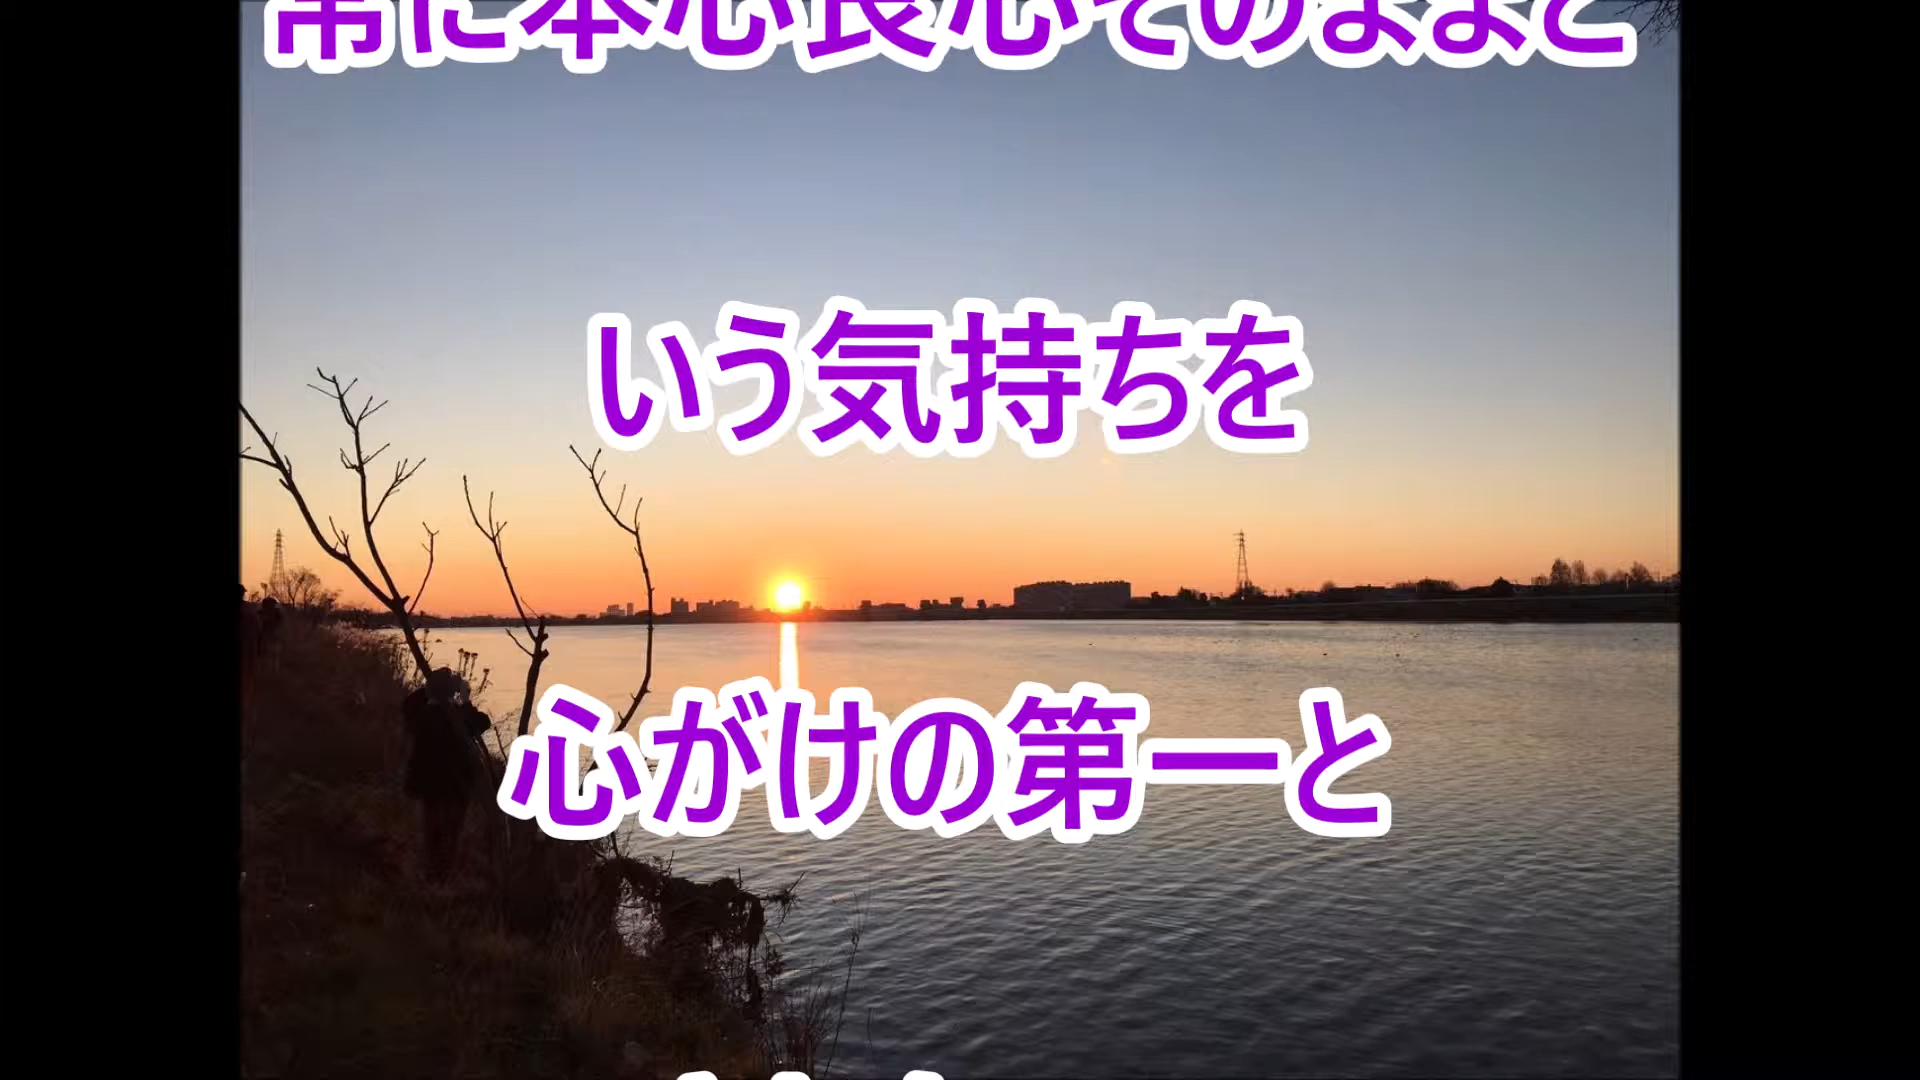 常に本心良心そのままと
いう気持ちを
心がけの第一と